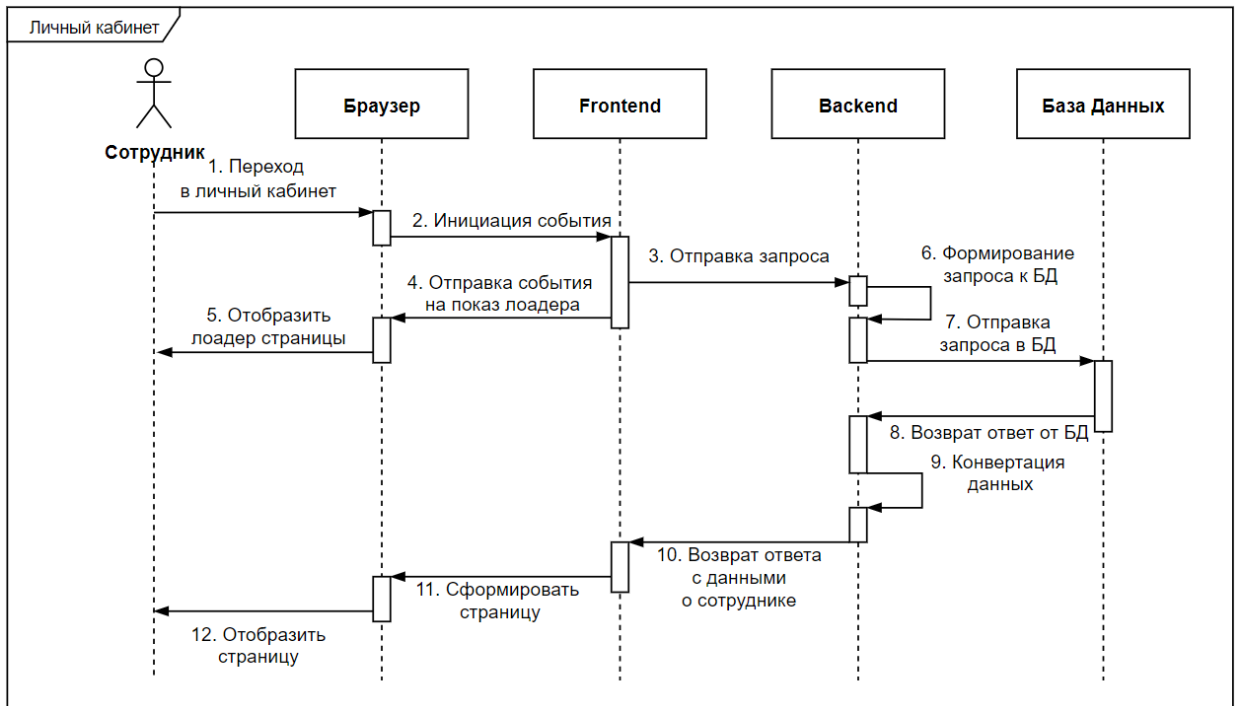 Личный кабинет
Браузер
Frontend
Backend
База Данных
Сотрудник
1. Переход
в личный кабинет
2. Инициация события
3. Отправка запроса
6. Формирование
запроса к БД
4. Отправка события
на показ лоадера
5. Отобразить
лоадер страницы
7. Отправка
запроса в БД
8. Возврат ответ от БД
9. Конвертация
данных
10. Возврат ответа
с данными
о сотруднике
11. Сформировать
страницу
12. Отобразить
страницу